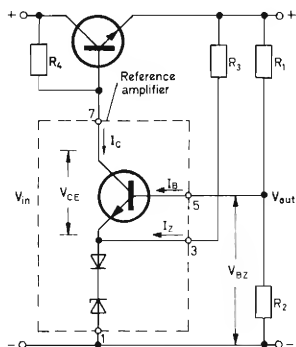 + +
R4
R3
R1
Reference
amplifier
7
IC
Vin
VCE
IB
5
Vout
IZ
3
VBZ
R2
1
− −